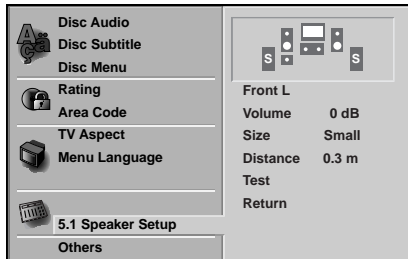 Disc Audio
Disc Subtitle
Disc Menu
Rating
Area Code
TV Aspect
Menu Language
5.1 Speaker Setup
Others
S S
Front L
Volume 0 dB
Size Small
Distance 0.3 m
Test
Return